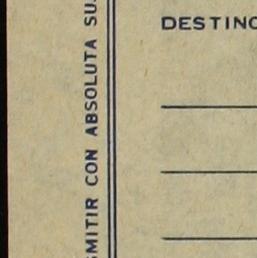 DESTINO
SMITIR CON ABSOLUTA SU